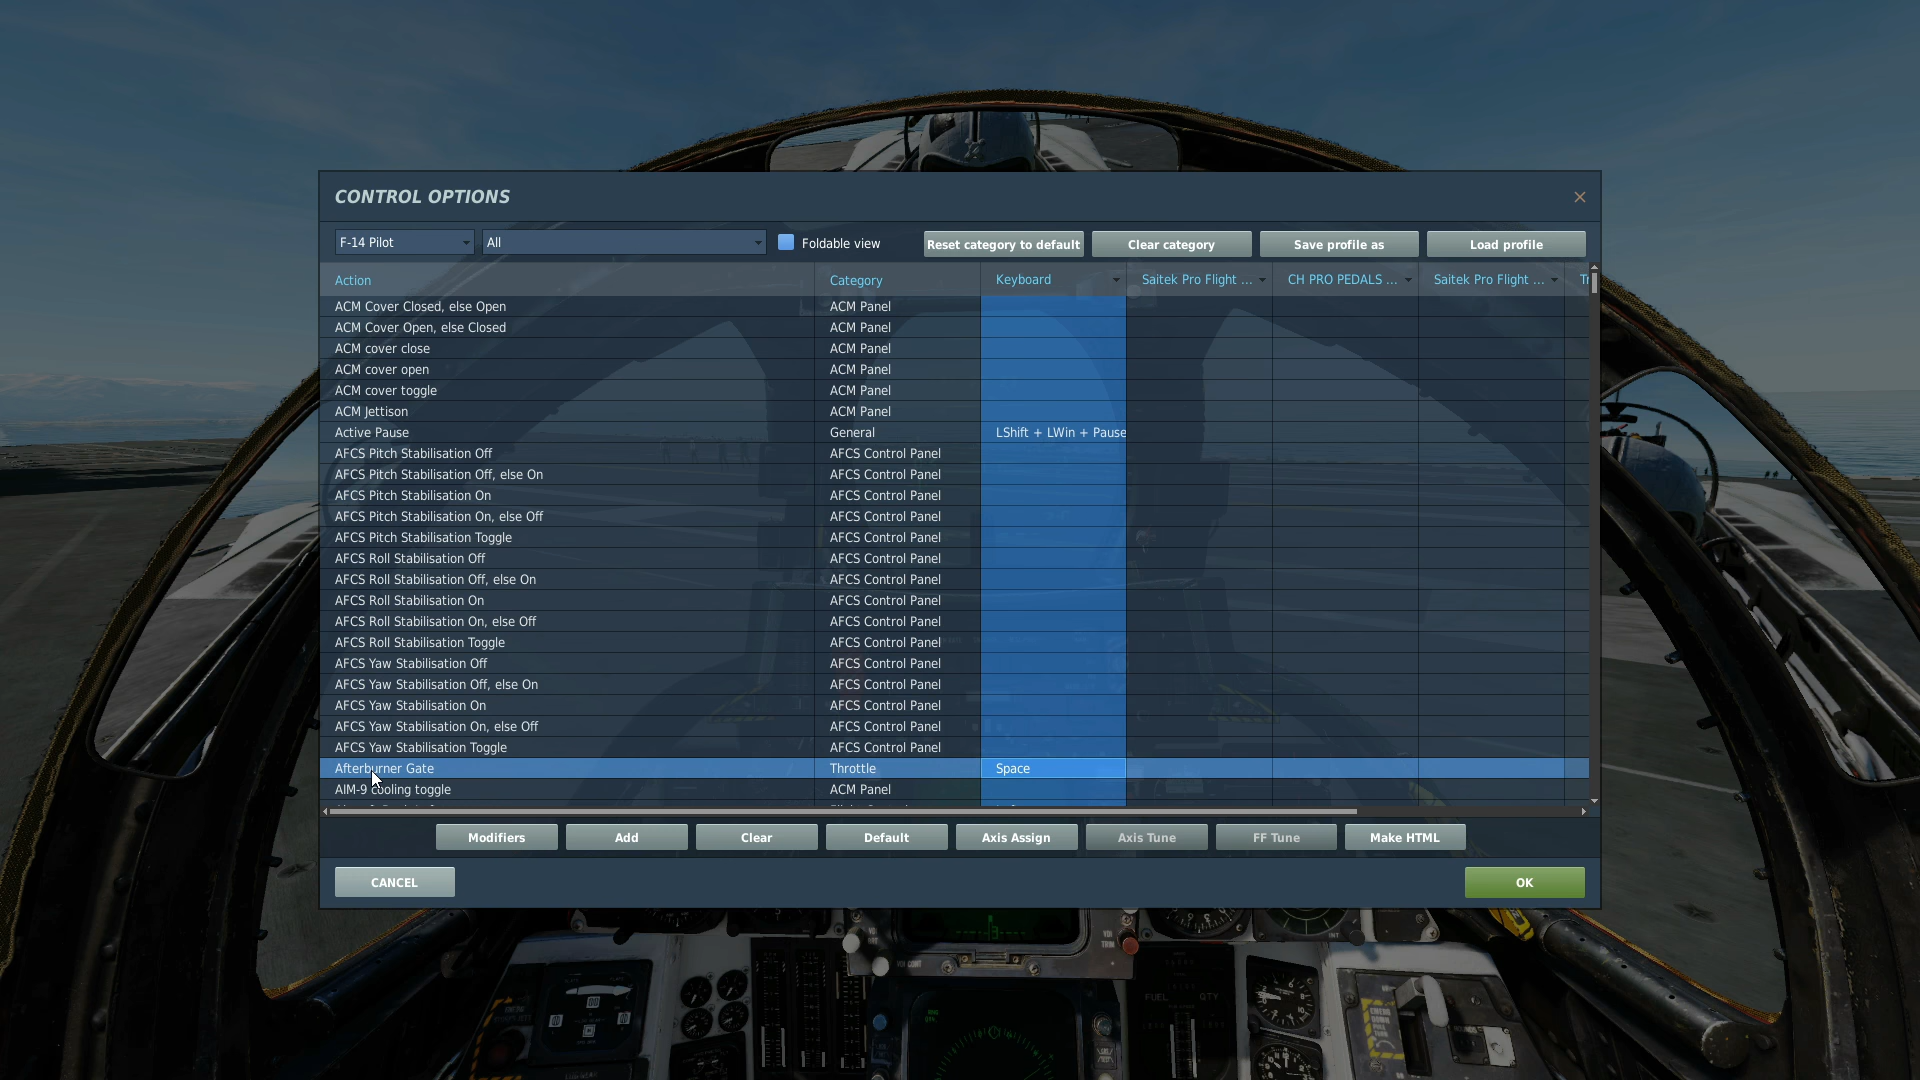 CONTROL OPTIONS ×
F-14 Pilot All Foldable view Reset category to default Clear category Save profile as Load profile
Action Category Keyboard Saitek Pro Flight ... CH PRO PEDALS ... Saitek Pro Flight ...
ACM Cover Closed, else Open ACM Panel
ACM Cover Open, else Closed ACM Panel
ACM cover close ACM Panel
ACM cover open ACM Panel
ACM cover toggle ACM Panel
ACM Jettison ACM Panel
Active Pause General LShift + LWin + Pause
AFCS Pitch Stabilisation Off AFCS Control Panel
AFCS Pitch Stabilisation Off, else On AFCS Control Panel
AFCS Pitch Stabilisation On AFCS Control Panel
AFCS Pitch Stabilisation On, else Off AFCS Control Panel
AFCS Pitch Stabilisation Toggle AFCS Control Panel
AFCS Roll Stabilisation Off AFCS Control Panel
AFCS Roll Stabilisation Off, else On AFCS Control Panel
AFCS Roll Stabilisation On AFCS Control Panel
AFCS Roll Stabilisation On, else Off AFCS Control Panel
AFCS Roll Stabilisation Toggle AFCS Control Panel
AFCS Yaw Stabilisation Off AFCS Control Panel
AFCS Yaw Stabilisation Off, else On AFCS Control Panel
AFCS Yaw Stabilisation On AFCS Control Panel
AFCS Yaw Stabilisation On, else Off AFCS Control Panel
AFCS Yaw Stabilisation Toggle AFCS Control Panel
Afterburner Gate Throttle Space
AIM-9 cooling toggle ACM Panel
Modifiers Add Clear Default Axis Assign Axis Tune FF Tune Make HTML
CANCEL OK
VDI TRIM
FUEL QTY